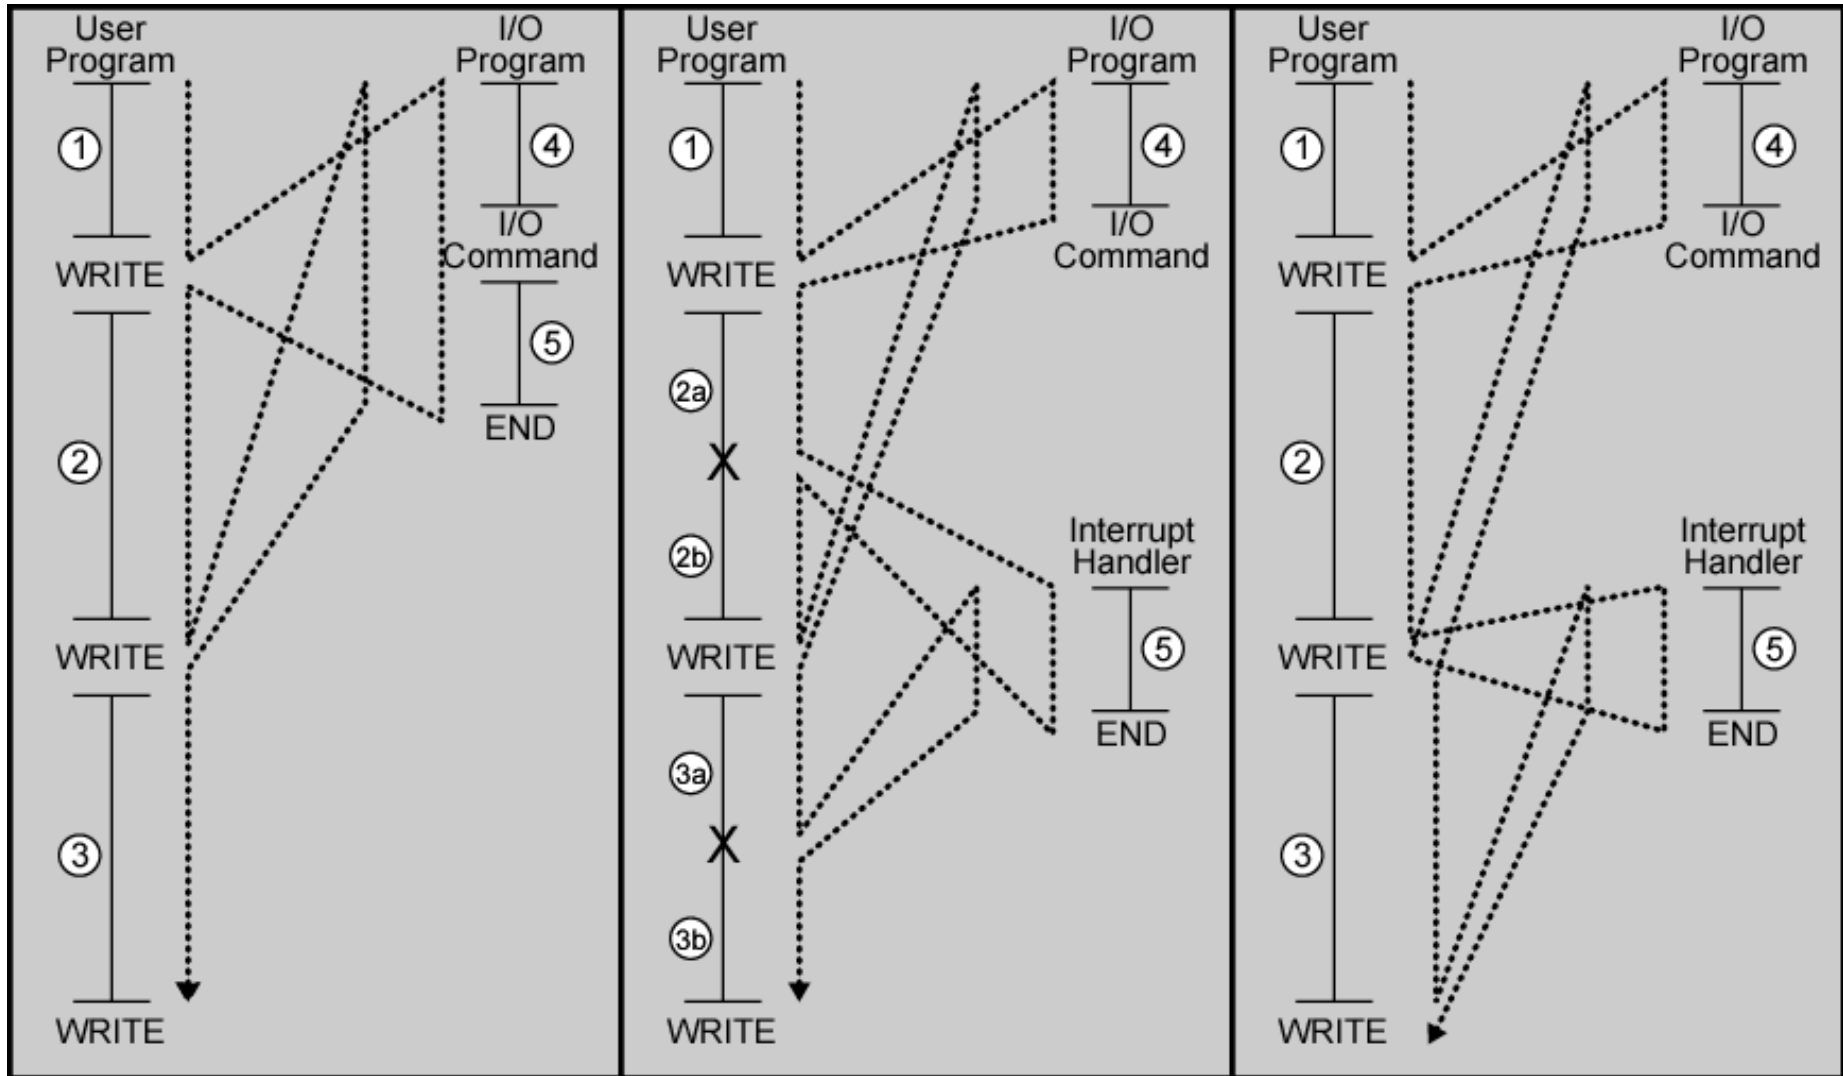 User
Program
I/O
Program
1
4
I/O
Command
WRITE
5
END
2
WRITE
3
WRITE
User
Program
I/O
Program
1
4
I/O
Command
WRITE
2a
X
2b
Interrupt
Handler
5
END
WRITE
3a
X
3b
WRITE
User
Program
I/O
Program
1
4
I/O
Command
WRITE
2
Interrupt
Handler
5
END
WRITE
3
WRITE